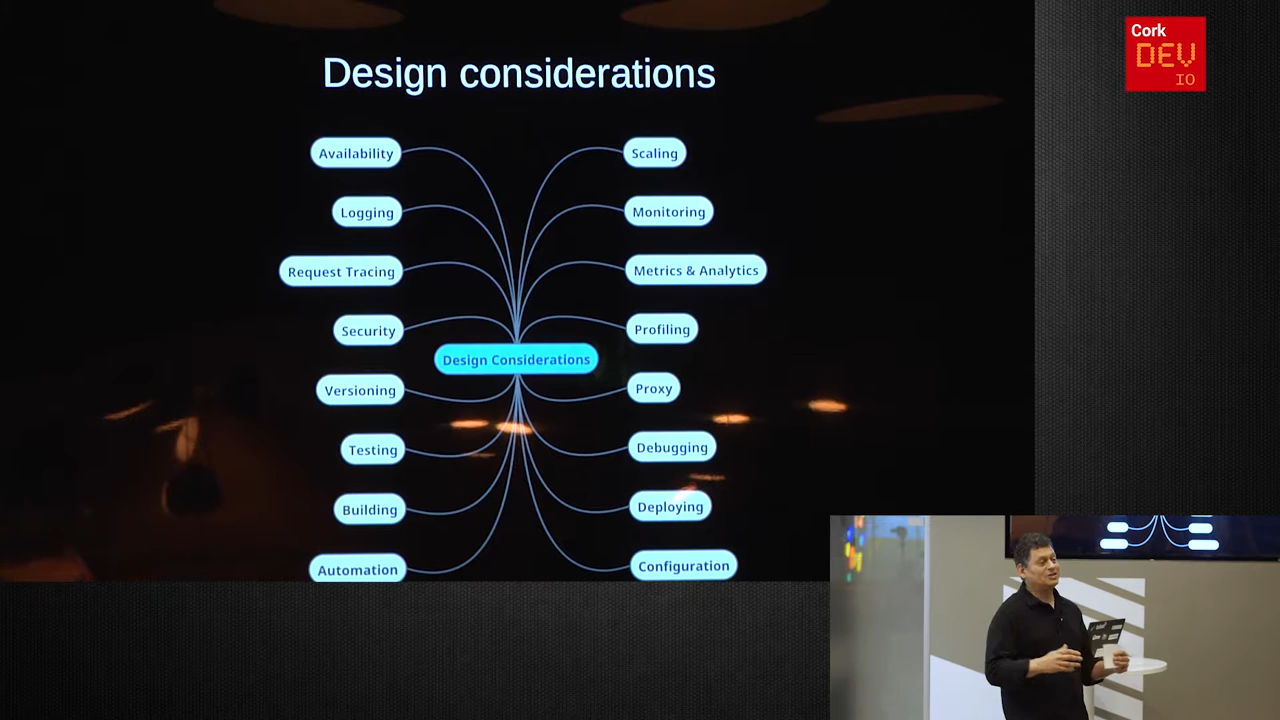 Design considerations
Availability
Logging
Request Tracing
Security
Versioning
Testing
Building
Automation
Design Considerations
Scaling
Monitoring
Metrics & Analytics
Profiling
Proxy
Debugging
Deploying
Configuration
Cork
DEV
IO